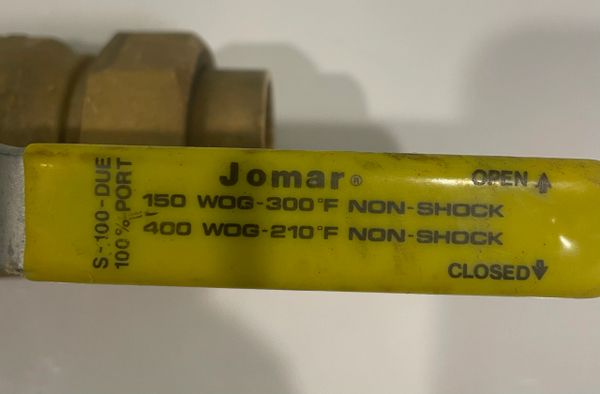 S-100-DUE
100% PORT
Jomar®
OPEN
150 WOG-300°F NON-SHOCK
400 WOG-210°F NON-SHOCK
CLOSED